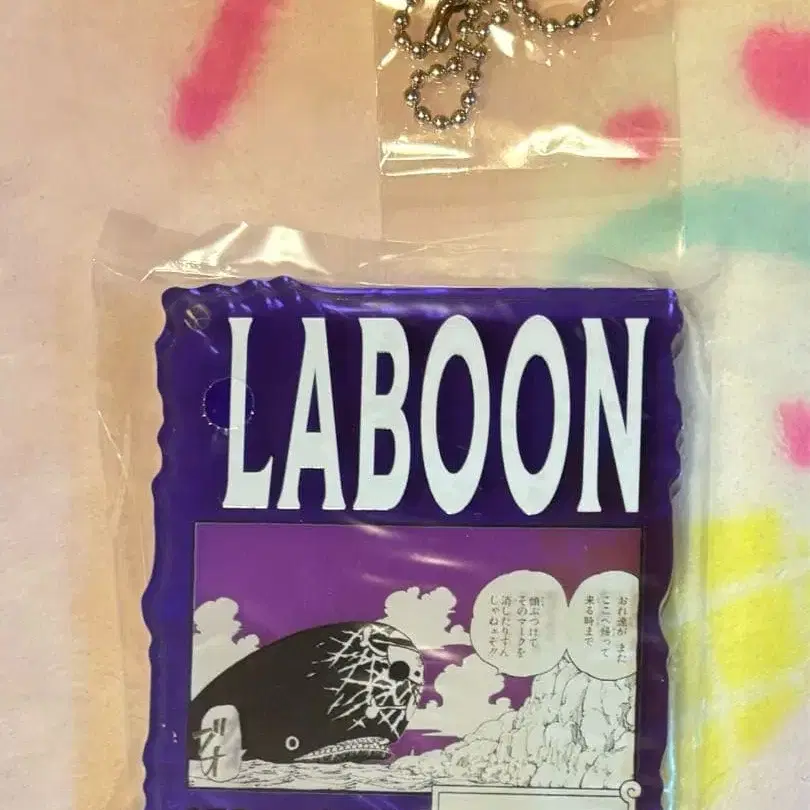 LABOON
おれ達が また
ここへ帰って
来る時まで
頭ぶつけて
そのマークを
消したりすん
じゃねェぞ!!
ブオ